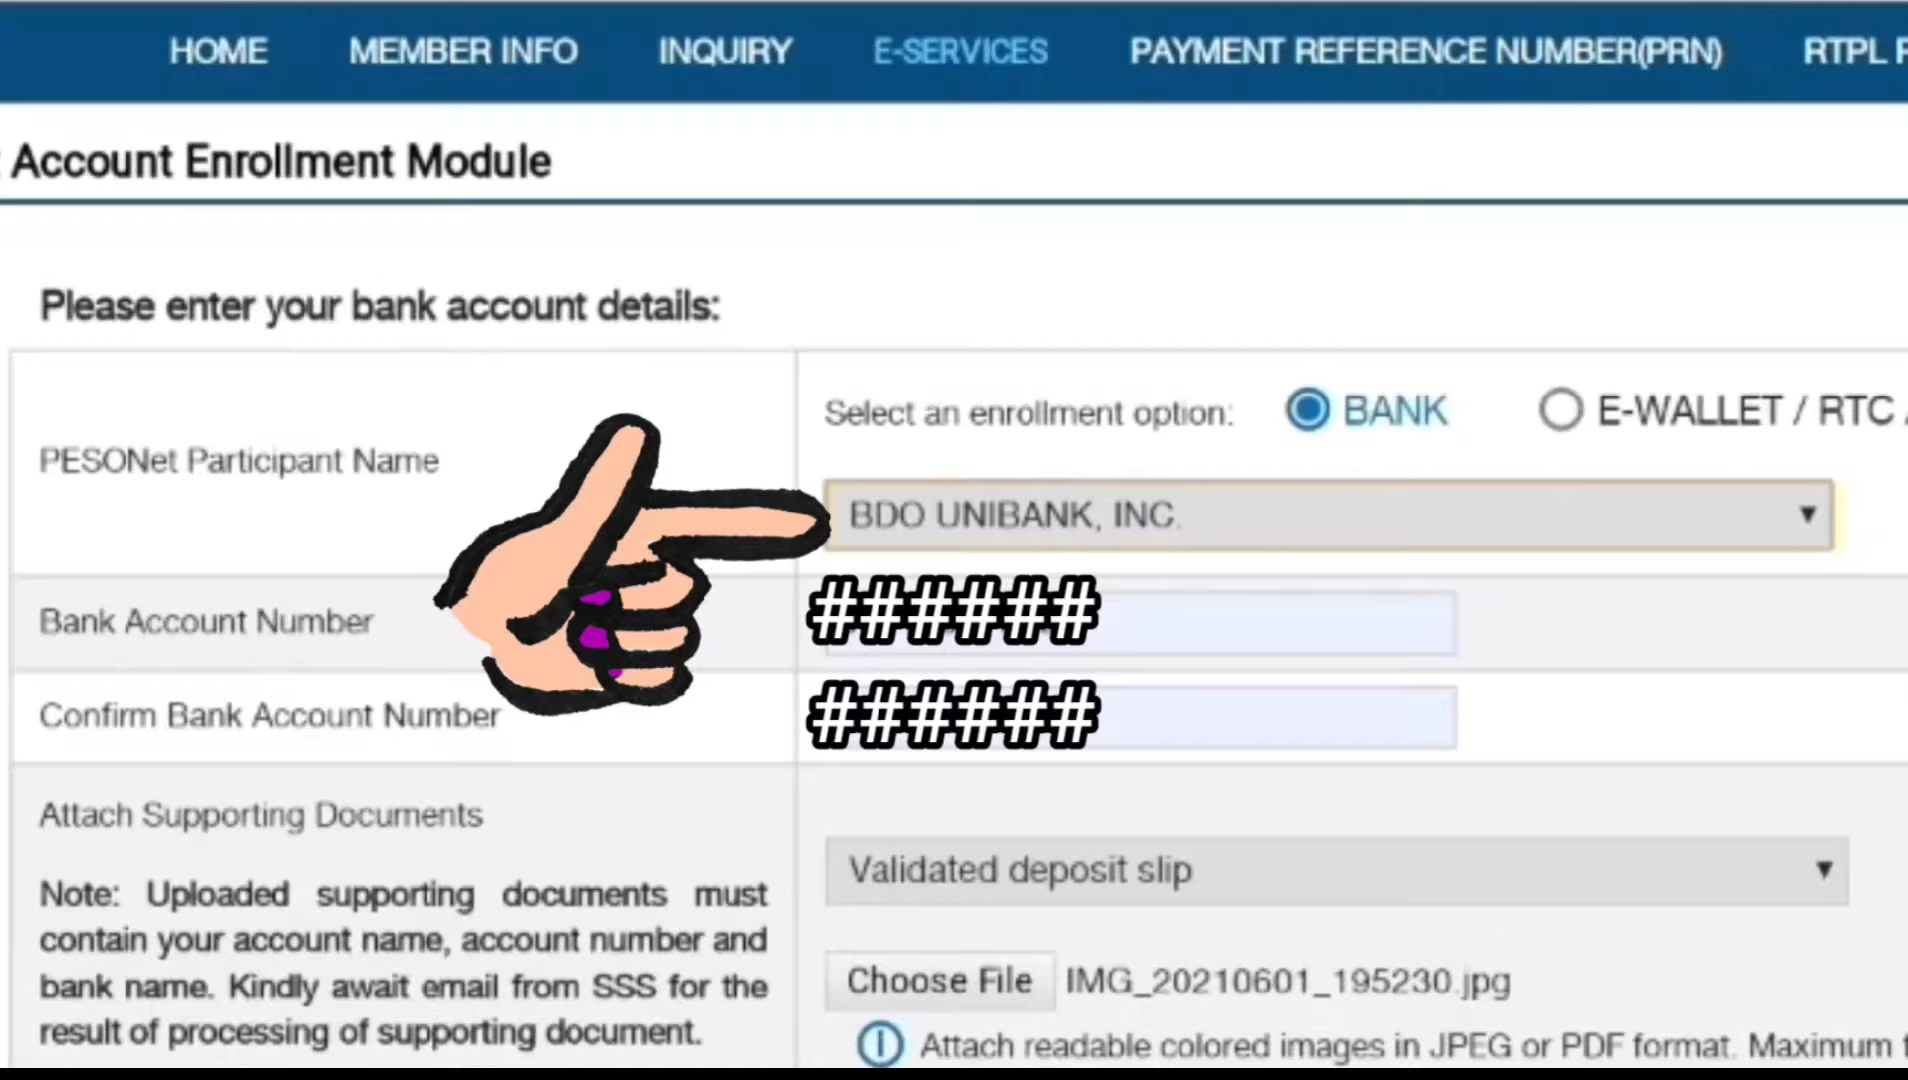 HOME MEMBER INFO INQUIRY E-SERVICES PAYMENT REFERENCE NUMBER(PRN) RTPL
Account Enrollment Module
Please enter your bank account details:
PESONet Participant Name
Select an enrollment option: BANK E-WALLET / RTC /
BDO UNIBANK, INC.
Bank Account Number ######
Confirm Bank Account Number ######
Attach Supporting Documents
Note: Uploaded supporting documents must
contain your account name, account number and
bank name. Kindly await email from SSS for the
result of processing of supporting document.
Validated deposit slip
Choose File IMG_20210601_195230.jpg
Attach readable colored images in JPEG or PDF format. Maximum